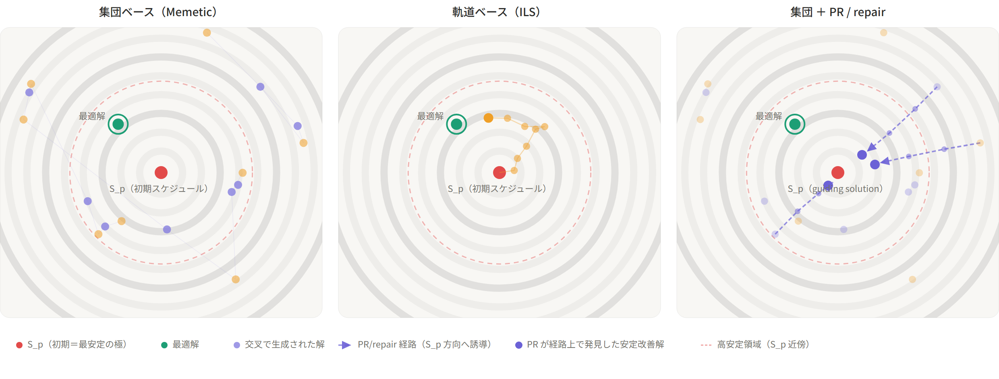 集団ベース（Memetic）
軌道ベース（ILS）
集団 ＋ PR / repair
最適解
S_p（初期スケジュール）
最適解
S_p（初期スケジュール）
最適解
S_p（guiding solution）
S_p（初期＝最安定の極）
最適解
交叉で生成された解
PR/repair 経路（S_p 方向へ誘導）
PR が経路上で発見した安定改善解
高安定領域（S_p 近傍）